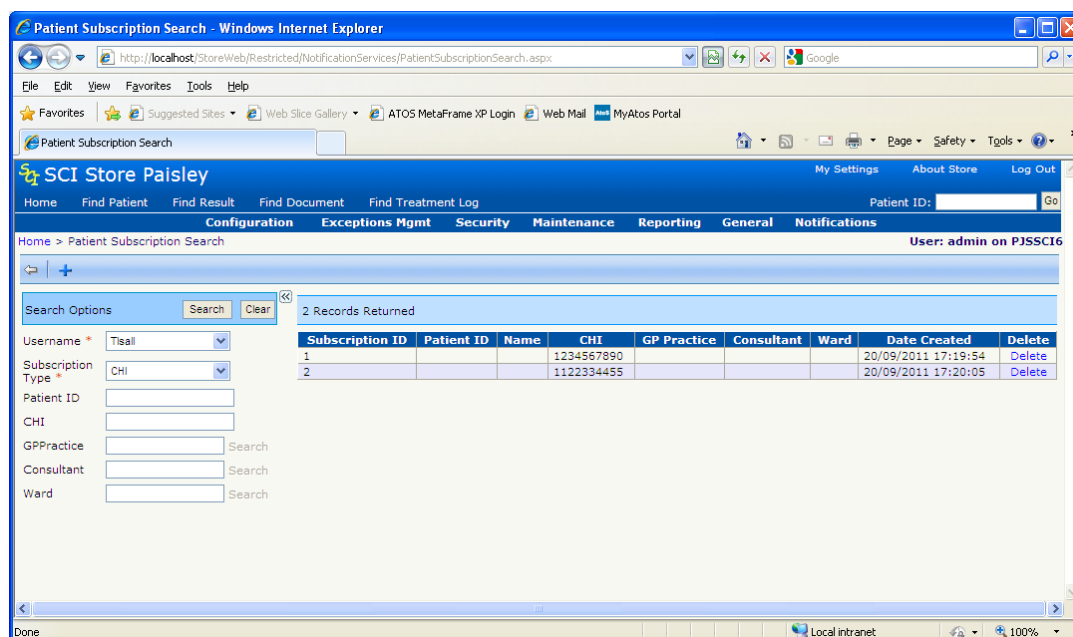 Patient Subscription Search - Windows Internet Explorer
http://localhost/StoreWeb/Restricted/NotificationServices/PatientSubscriptionSearch.aspx
Google
File Edit View Favorites Tools Help
Favorites Suggested Sites Web Slice Gallery ATOS MetaFrame XP Login Web Mail MyAtos Portal
Patient Subscription Search
Page Safety Tools
SCI Store Paisley
My Settings About Store Log Out
Home Find Patient Find Result Find Document Find Treatment Log
Patient ID: Go
Configuration Exceptions Mgmt Security Maintenance Reporting General Notifications
Home > Patient Subscription Search
User: admin on PJSSCI6
Search Options Search Clear
2 Records Returned
Username * Tisall
Subscription Type * CHI
Patient ID
CHI
GPPractice Search
Consultant Search
Ward Search
Subscription ID Patient ID Name CHI GP Practice Consultant Ward Date Created Delete
1 1234567890 20/09/2011 17:19:54 Delete
2 1122334455 20/09/2011 17:20:05 Delete
Done
Local intranet
100%